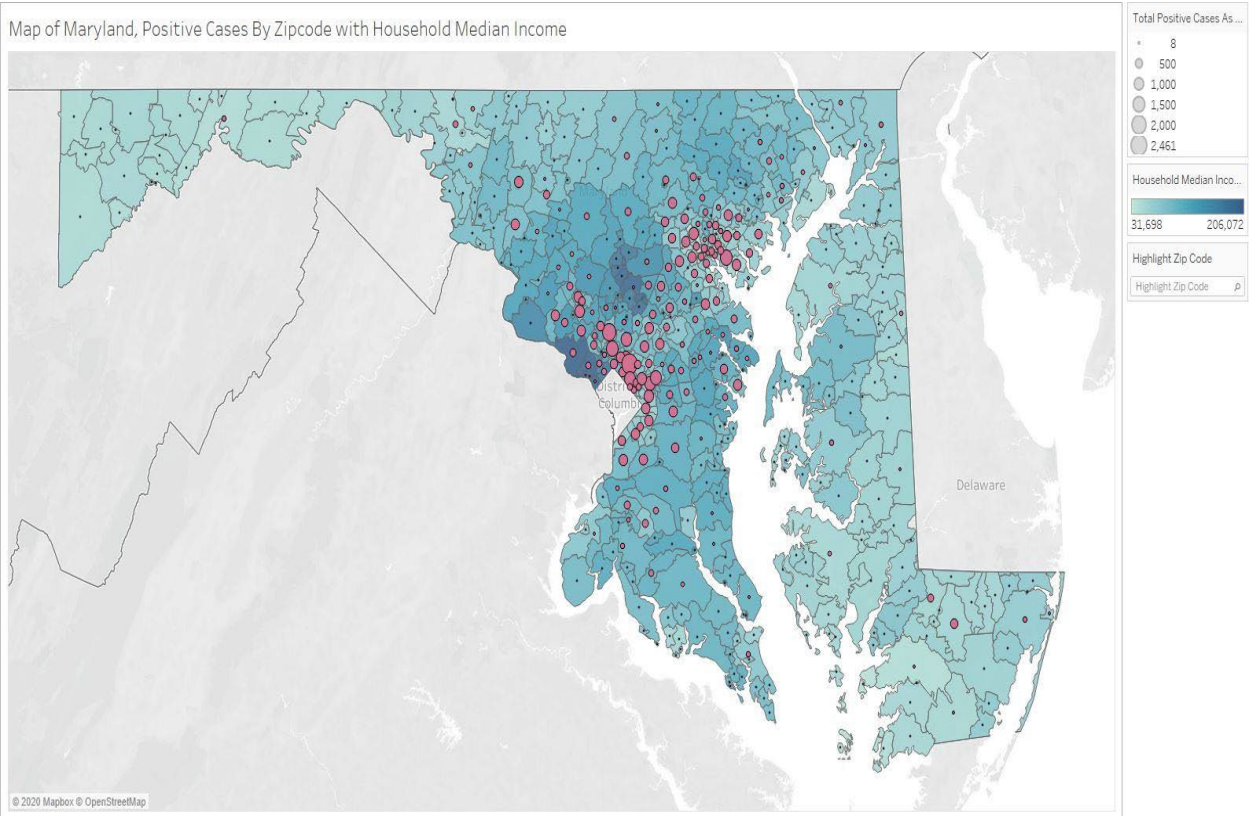 Map of Maryland, Positive Cases By Zipcode with Household Median Income
Total Positive Cases As ...
8
500
1,000
1,500
2,000
2,461
Household Median Inco...
31,698 206,072
Highlight Zip Code
Highlight Zip Code
Columbi
Delaware
© 2020 Mapbox © OpenStreetMap